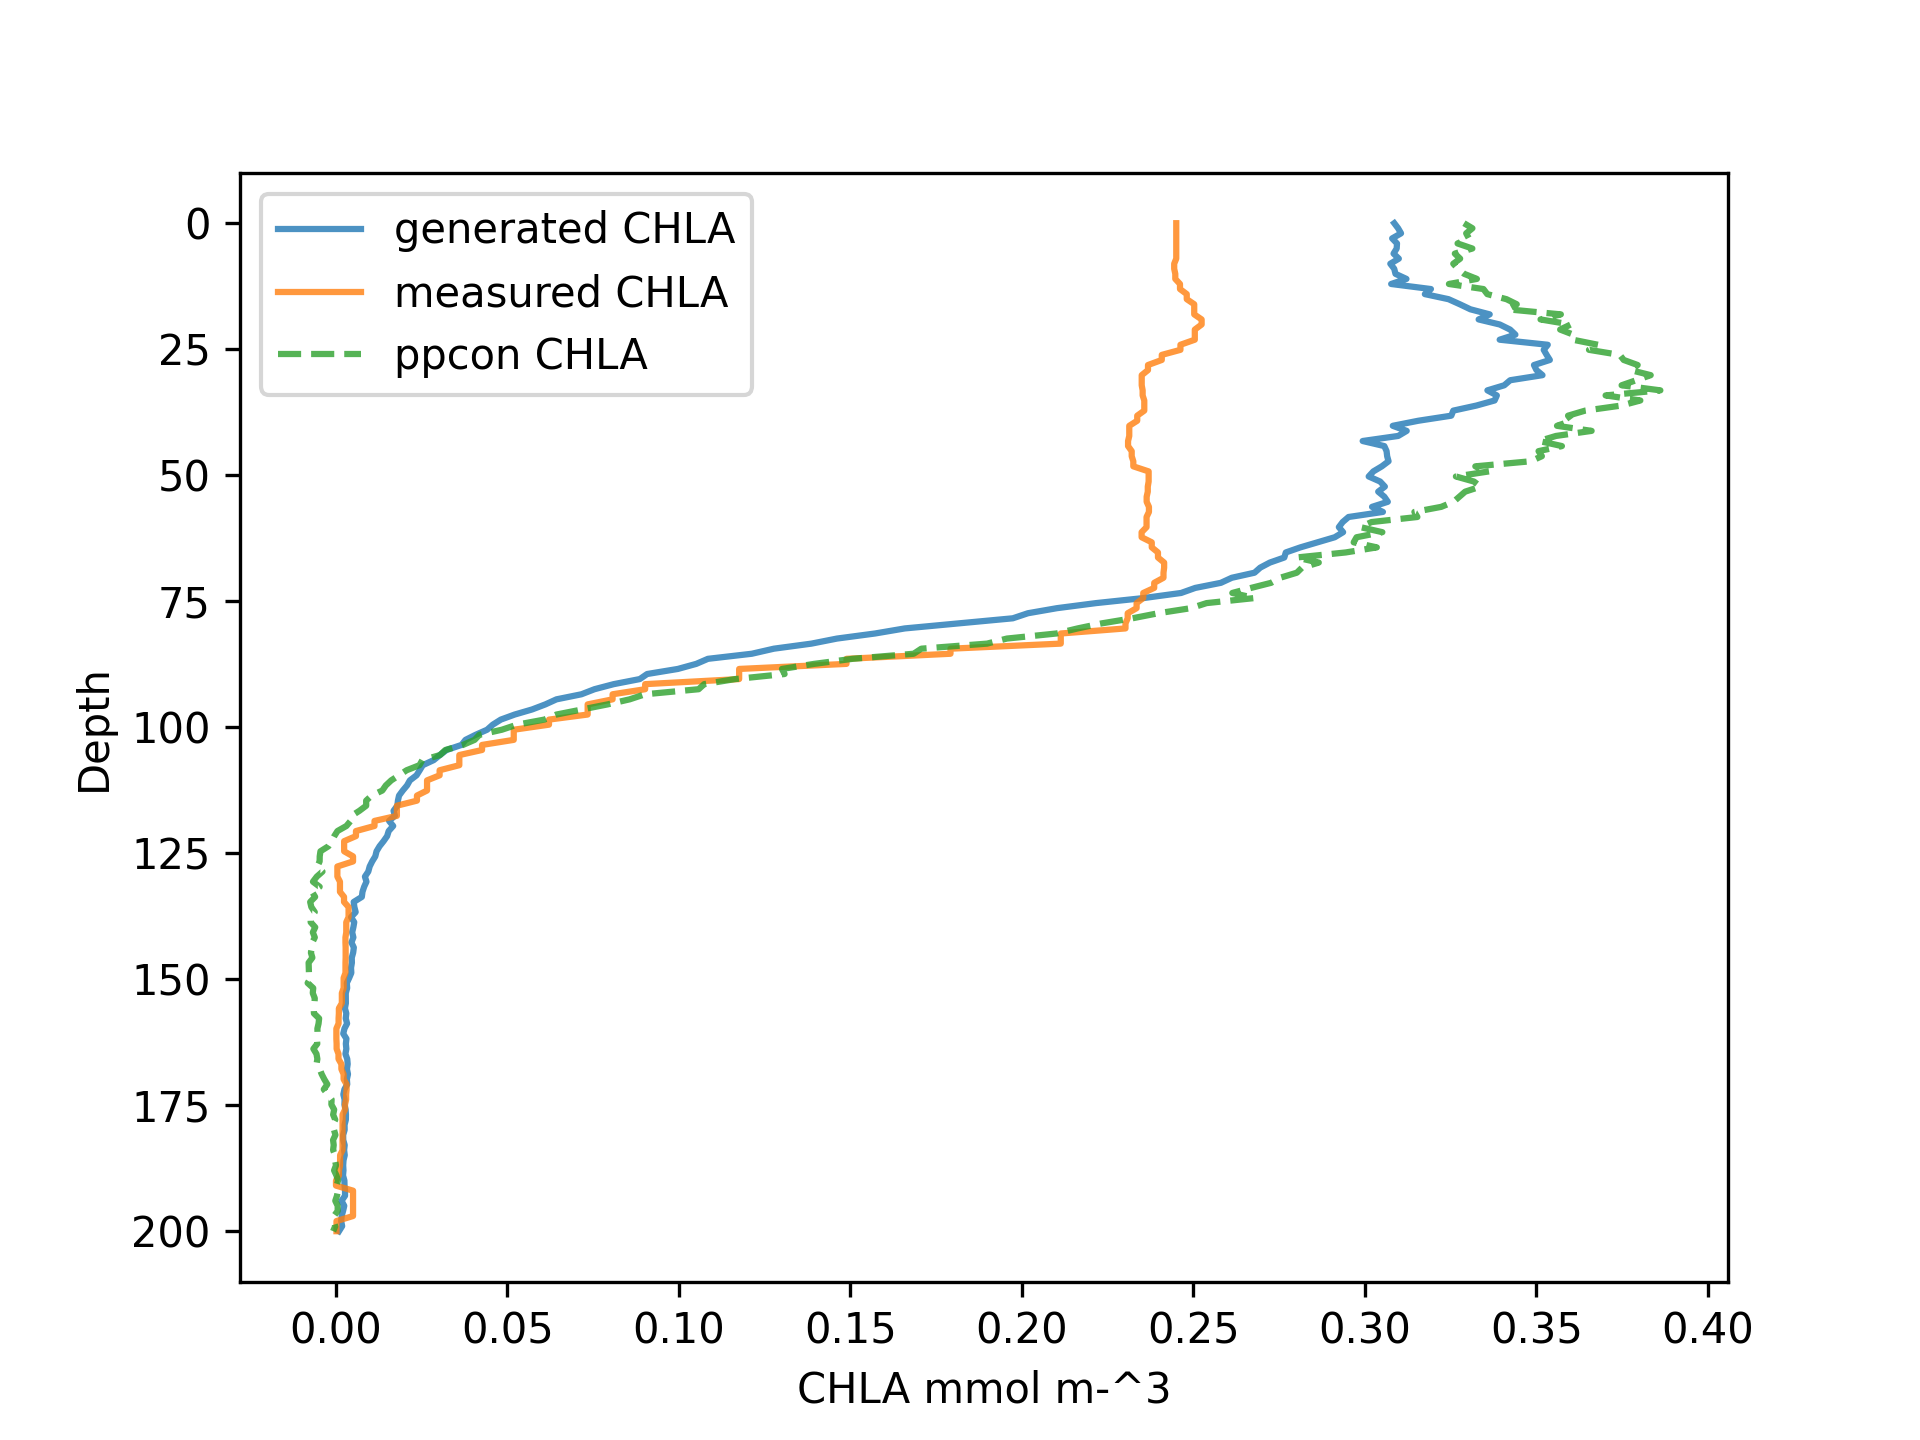 generated CHLA
measured CHLA
ppcon CHLA
0
25
50
75
100
125
150
175
200
Depth
0.00 0.05 0.10 0.15 0.20 0.25 0.30 0.35 0.40
CHLA mmol m-^3